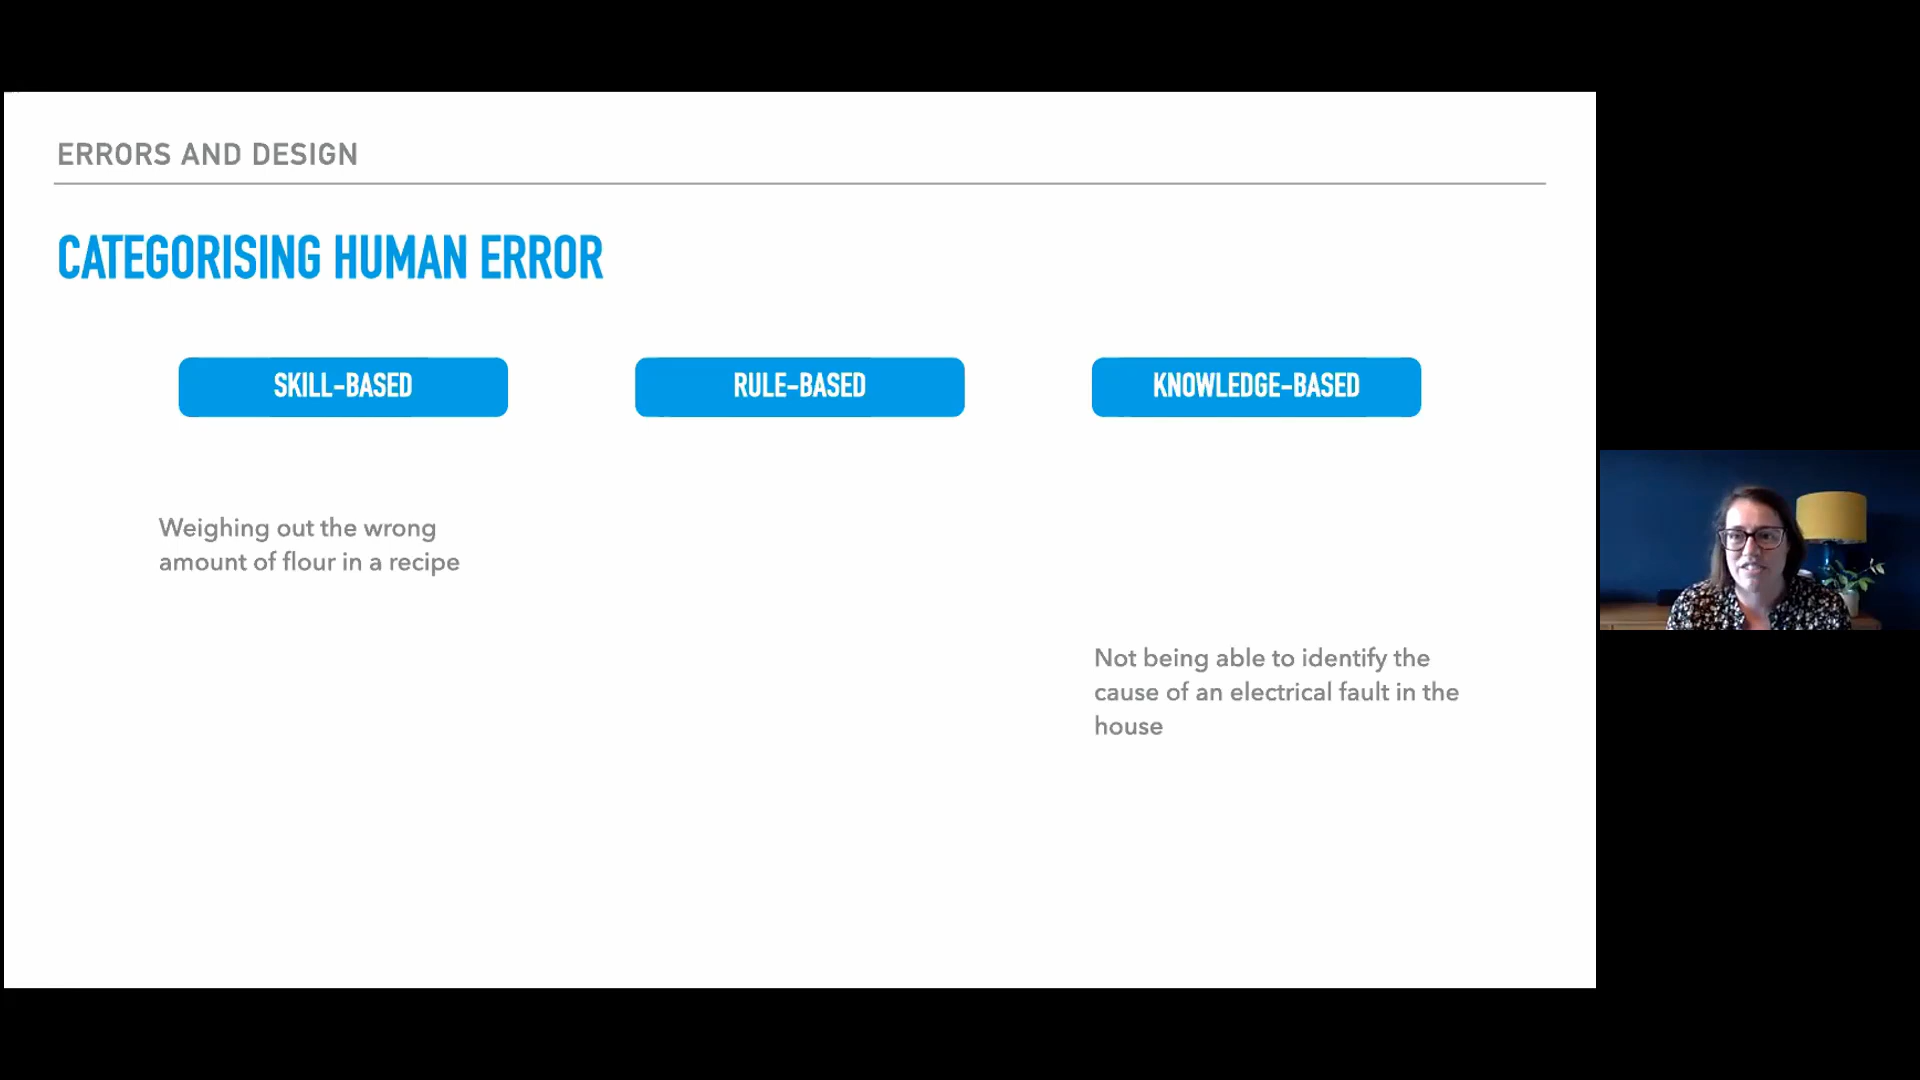 ERRORS AND DESIGN
CATEGORISING HUMAN ERROR
SKILL-BASED
RULE-BASED
KNOWLEDGE-BASED
Weighing out the wrong
amount of flour in a recipe
Not being able to identify the
cause of an electrical fault in the
house